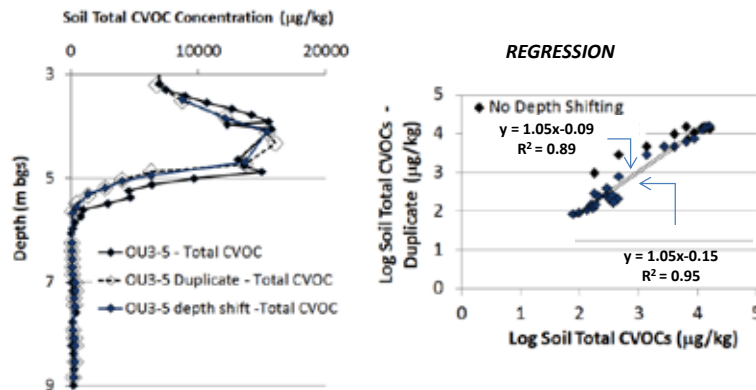 Soil Total CVOC Concentration (µg/kg)
0 10000 20000
3
5
7
9
Depth (m bgs)
OU3-5 - Total CVOC
OU3-5 Duplicate - Total CVOC
OU3-5 depth shift -Total CVOC
REGRESSION
5
4
3
2
1
0
Log Soil Total CVOCs -
Duplicate (µg/kg)
No Depth Shifting
y = 1.05x-0.09
R² = 0.89
y = 1.05x-0.15
R² = 0.95
0 1 2 3 4 5
Log Soil Total CVOCs (µg/kg)